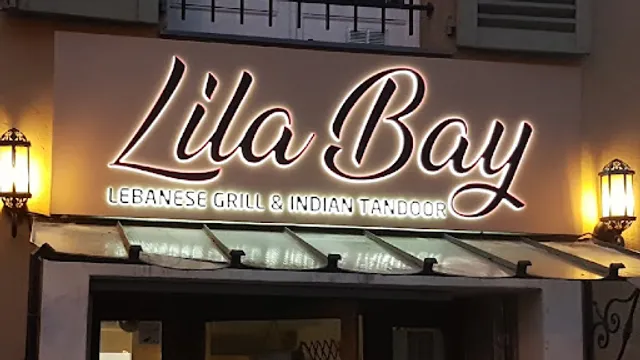 Lila Bay
LEBANESE GRILL & INDIAN TANDOOR